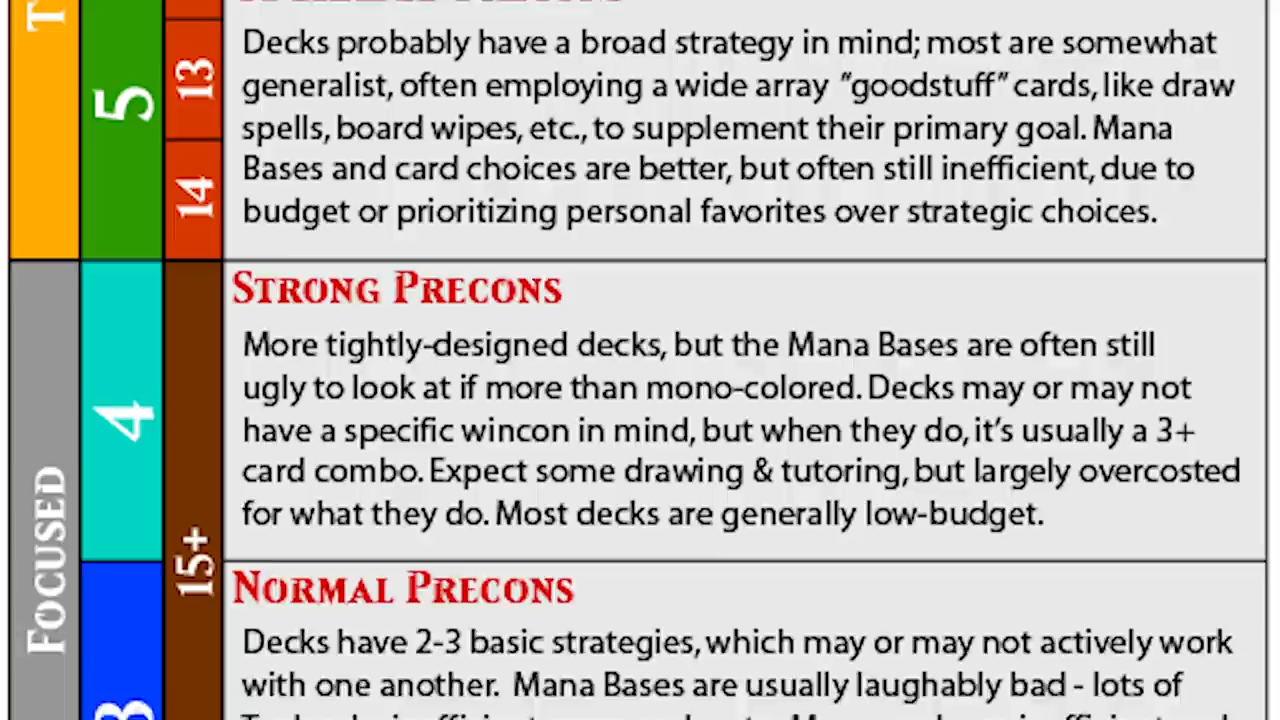 T
5
13
14
Decks probably have a broad strategy in mind; most are somewhat
generalist, often employing a wide array "goodstuff" cards, like draw
spells, board wipes, etc., to supplement their primary goal. Mana
Bases and card choices are better, but often still inefficient, due to
budget or prioritizing personal favorites over strategic choices.
FOCUSED
4
15+
STRONG PRECONS
More tightly-designed decks, but the Mana Bases are often still
ugly to look at if more than mono-colored. Decks may or may not
have a specific wincon in mind, but when they do, it's usually a 3+
card combo. Expect some drawing & tutoring, but largely overcosted
for what they do. Most decks are generally low-budget.
3
NORMAL PRECONS
Decks have 2-3 basic strategies, which may or may not actively work
with one another. Mana Bases are usually laughably bad - lots of